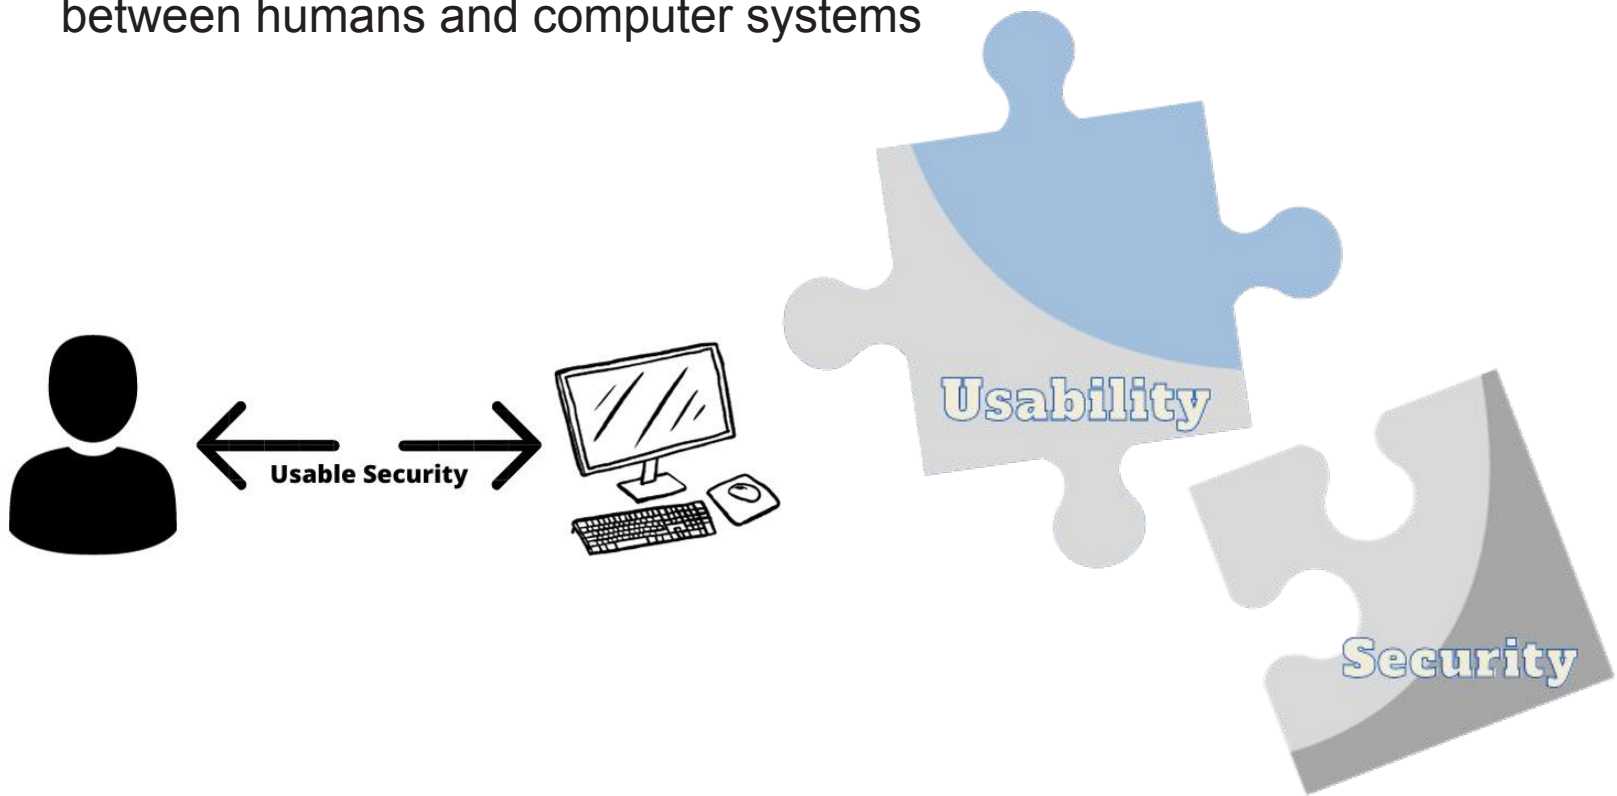 between humans and computer systems
Usable Security
Usability
Security